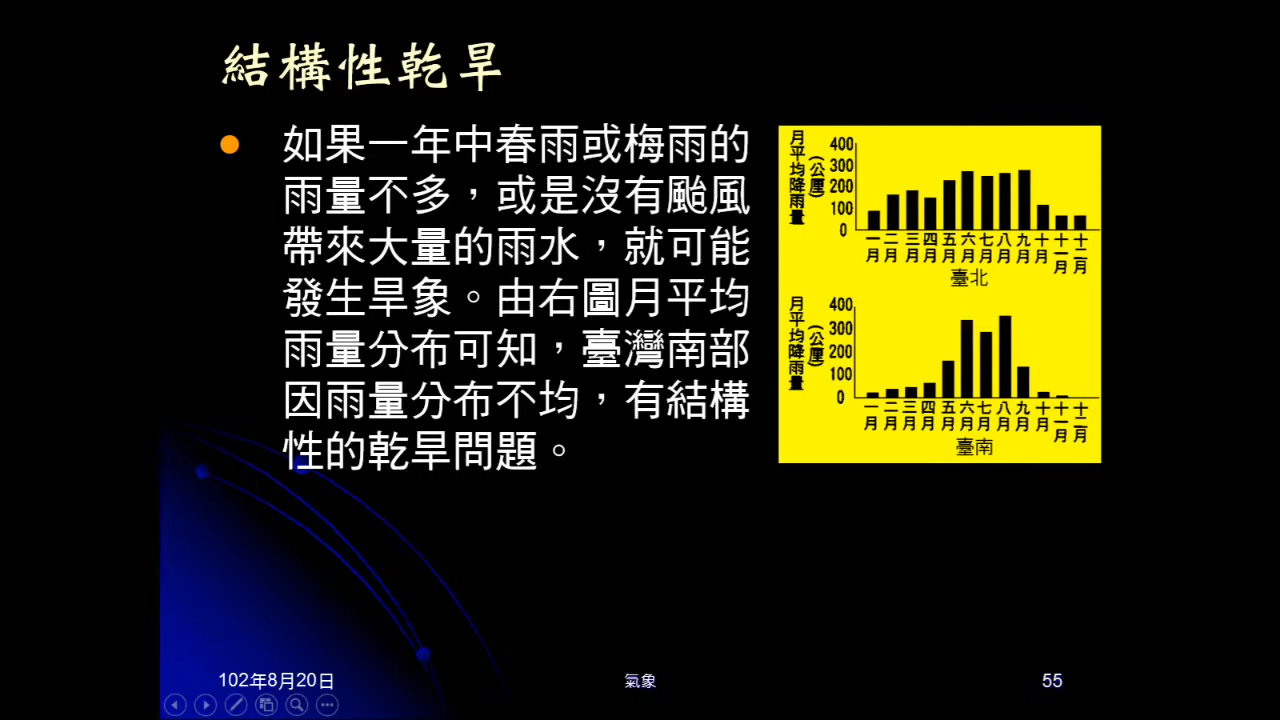 結構性乾旱
如果一年中春雨或梅雨的
雨量不多，或是沒有颱風
帶來大量的雨水，就可能
發生旱象。由右圖月平均
雨量分布可知，臺灣南部
因雨量分布不均，有結構
性的乾旱問題。
月平均降雨量
(公厘)
400
300
200
100
0
一月 二月 三月 四月 五月 六月 七月 八月 九月 十月 十一月 十二月
臺北
月平均降雨量
(公厘)
400
300
200
100
0
一月 二月 三月 四月 五月 六月 七月 八月 九月 十月 十一月 十二月
臺南
102年8月20日
氣象
55